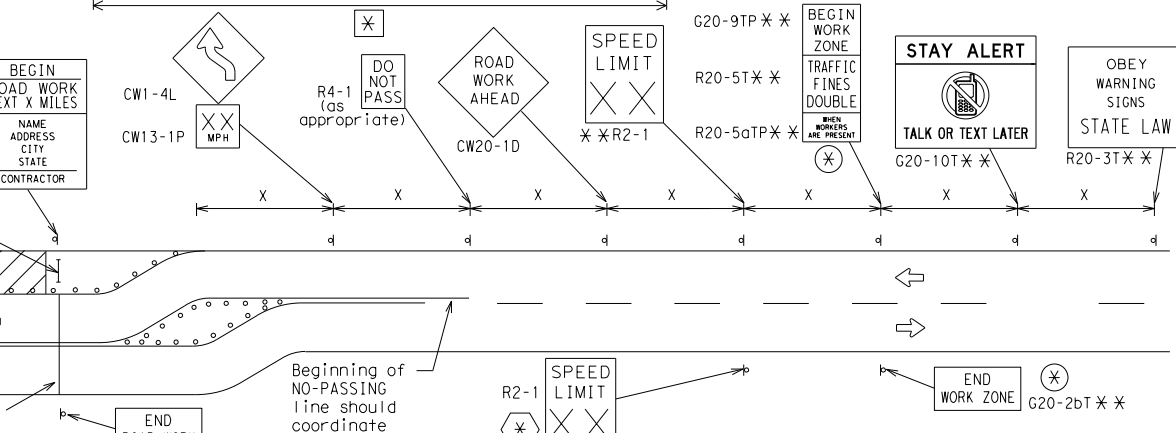 BEGIN
ROAD WORK
NEXT X MILES
NAME
ADDRESS
CITY
STATE
CONTRACTOR
CW1-4L
CW13-1P
XX
MPH
*
R4-1
(as
appropriate)
DO
NOT
PASS
ROAD
WORK
AHEAD
CW20-1D
SPEED
LIMIT
XX
**R2-1
G20-9TP**
R20-5T**
R20-5aTP**
BEGIN
WORK
ZONE
TRAFFIC
FINES
DOUBLE
WHEN
WORKERS
ARE PRESENT
*
STAY ALERT
TALK OR TEXT LATER
G20-10T**
OBEY
WARNING
SIGNS
STATE LAW
R20-3T**
X X X X X X X
Beginning of
NO-PASSING
line should
coordinate
END
ROAD WORK
R2-1
*
SPEED
LIMIT
XX
END
WORK ZONE
*
G20-2bT**